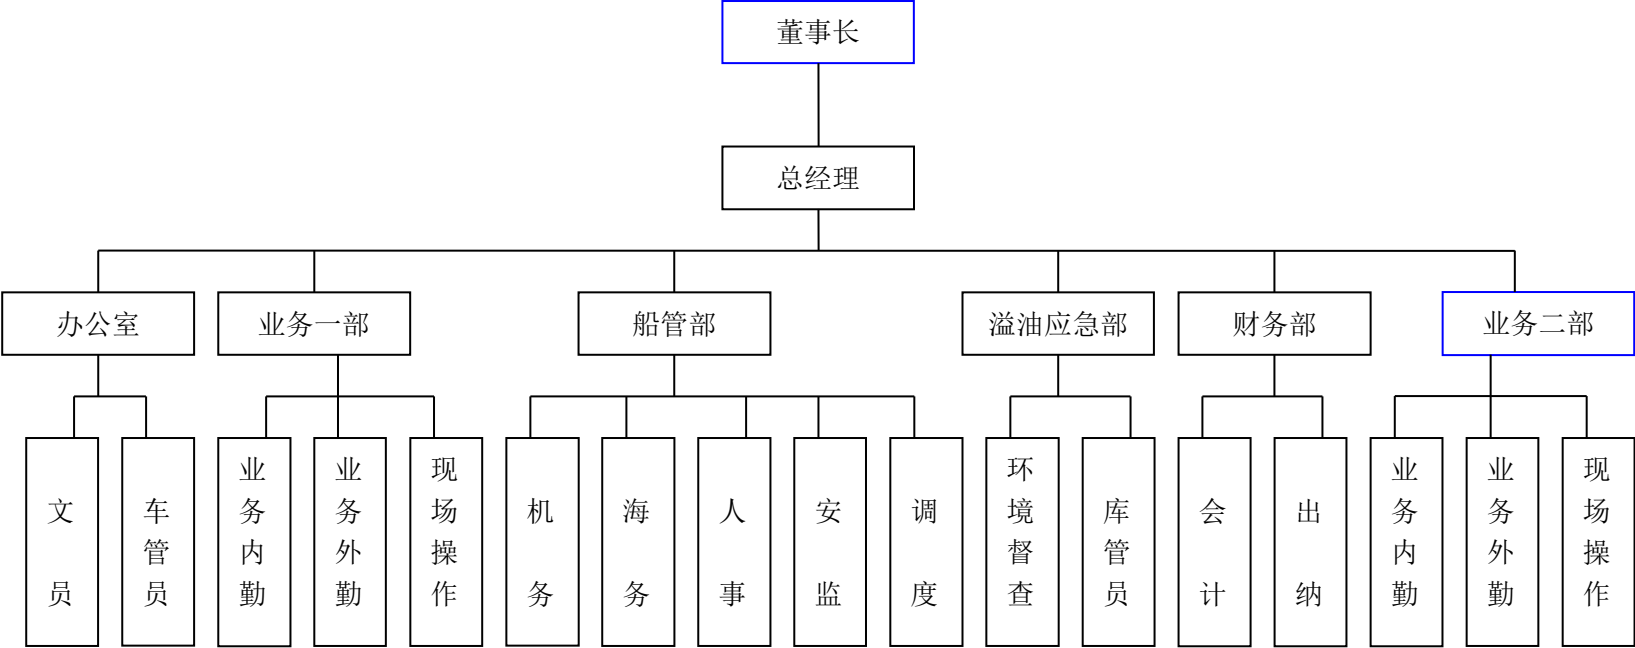 董事长
总经理
办公室
业务一部
船管部
溢油应急部
财务部
业务二部
文员
车管员
业务内勤
业务外勤
现场操作
机务
海务
人事
安监
调度
环境督查
库管员
会计
出纳
业务内勤
业务外勤
现场操作